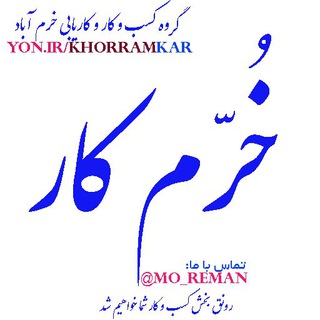 گروه کسب و کار و کاریابی خرم آباد
YON.IR/KHORRAMKAR
خُرّم کار
تماس با ما:
@MO_REMAN
رونق بخش کسب و کار شما خواهیم شد